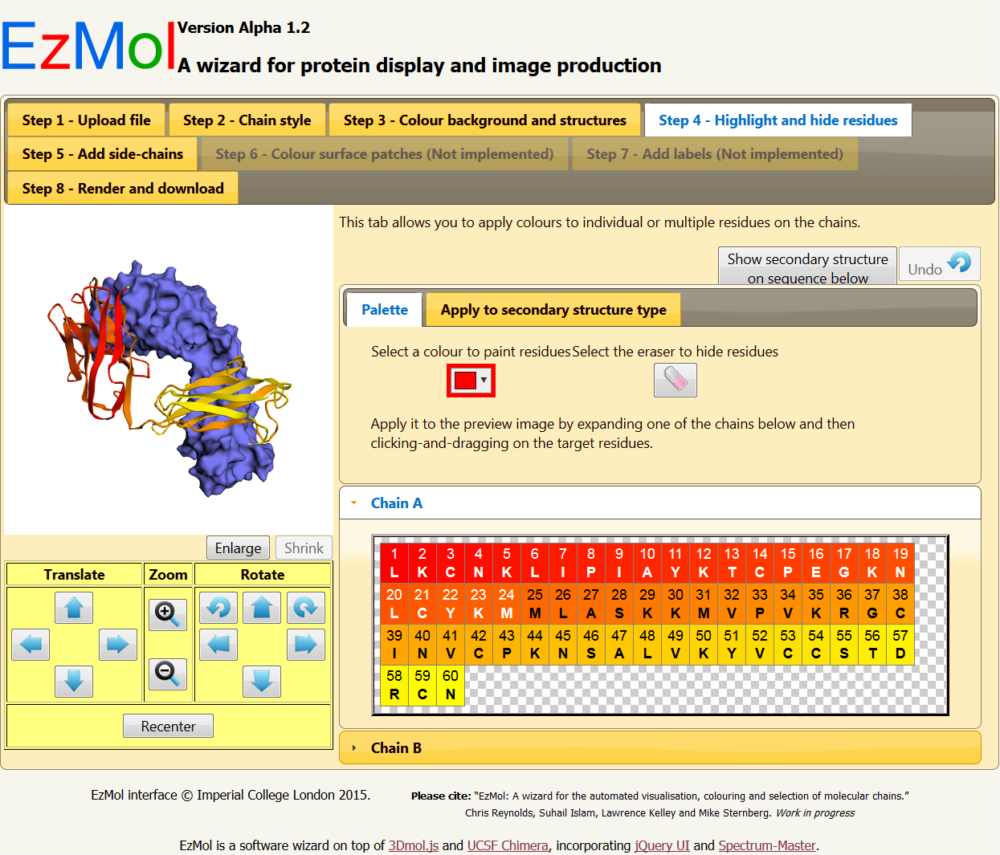 EzMol
Version Alpha 1.2
A wizard for protein display and image production
Step 1 - Upload file
Step 2 - Chain style
Step 3 - Colour background and structures
Step 4 - Highlight and hide residues
Step 5 - Add side-chains
Step 6 - Colour surface patches (Not implemented)
Step 7 - Add labels (Not implemented)
Step 8 - Render and download
This tab allows you to apply colours to individual or multiple residues on the chains.
Show secondary structure
on sequence below
Undo
Palette
Apply to secondary structure type
Select a colour to paint residues
Select the eraser to hide residues
Apply it to the preview image by expanding one of the chains below and then
clicking-and-dragging on the target residues.
Chain A
1 2 3 4 5 6 7 8 9 10 11 12 13 14 15 16 17 18 19
L K C N K L I P I A Y K T C P E G K N
20 21 22 23 24 25 26 27 28 29 30 31 32 33 34 35 36 37 38
L C Y K M M L A S K K M V P V K R G C
39 40 41 42 43 44 45 46 47 48 49 50 51 52 53 54 55 56 57
I N V C P K N S A L V K Y V C C S T D
58 59 60
R C N
Chain B
Enlarge
Shrink
Translate
Zoom
Rotate
Recenter
EzMol interface © Imperial College London 2015.
Please cite: “EzMol: A wizard for the automated visualisation, colouring and selection of molecular chains.”
Chris Reynolds, Suhail Islam, Lawrence Kelley and Mike Sternberg. Work in progress
EzMol is a software wizard on top of 3Dmol.js and UCSF Chimera, incorporating jQuery UI and Spectrum-Master.